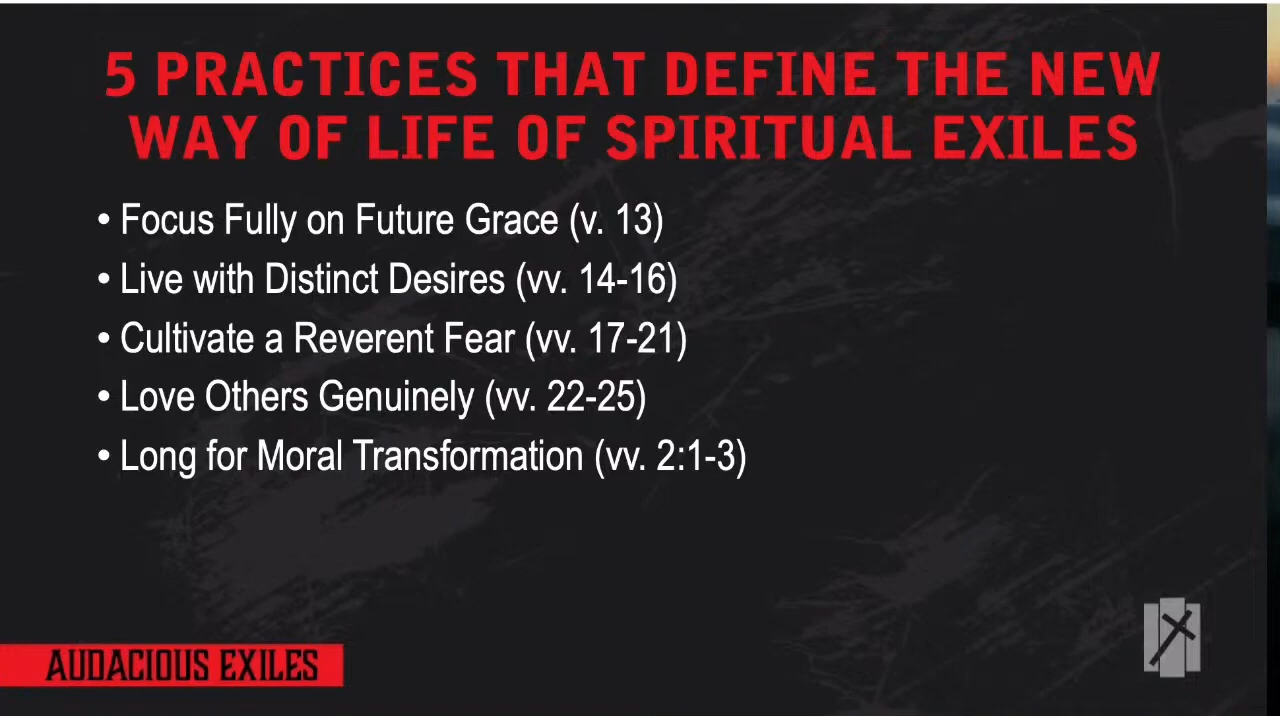 5 PRACTICES THAT DEFINE THE NEW
WAY OF LIFE OF SPIRITUAL EXILES
• Focus Fully on Future Grace (v. 13)
• Live with Distinct Desires (vv. 14-16)
• Cultivate a Reverent Fear (vv. 17-21)
• Love Others Genuinely (vv. 22-25)
• Long for Moral Transformation (vv. 2:1-3)
AUDACIOUS EXILES